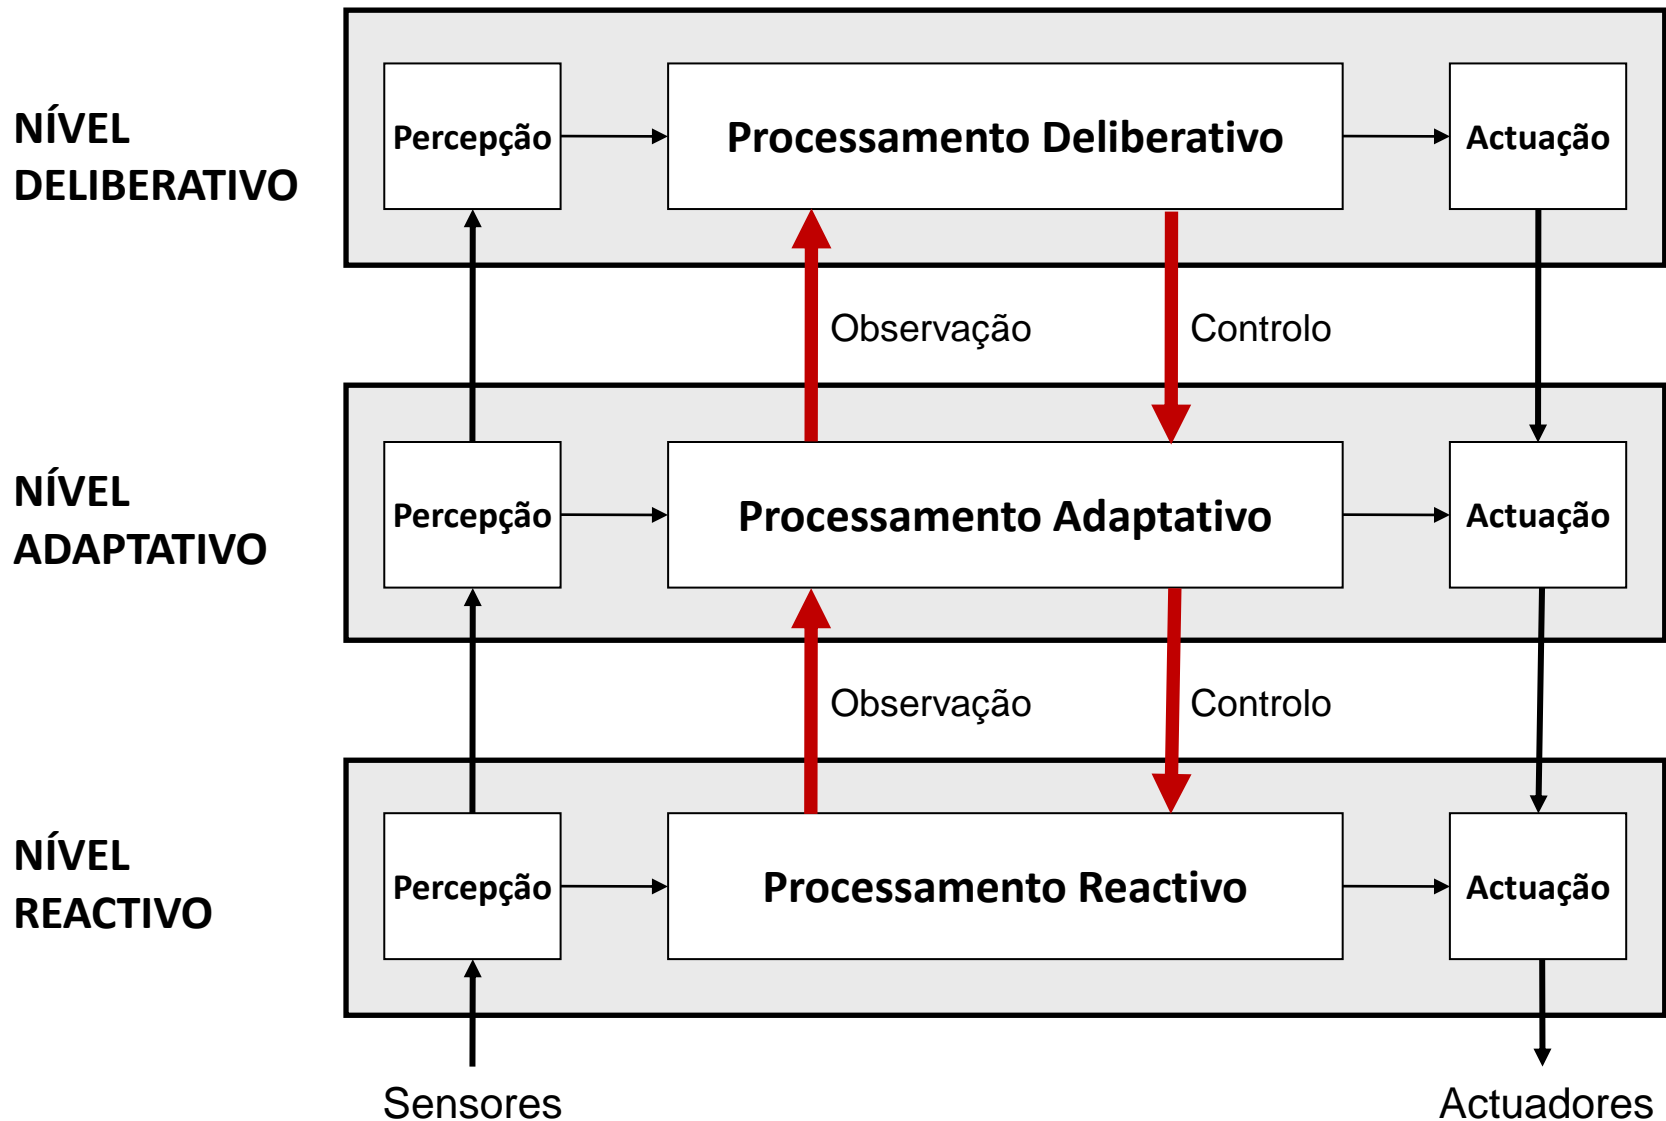 NÍVEL
DELIBERATIVO
Percepção
Processamento Deliberativo
Actuação
Observação
Controlo
NÍVEL
ADAPTATIVO
Percepção
Processamento Adaptativo
Actuação
Observação
Controlo
NÍVEL
REACTIVO
Percepção
Processamento Reactivo
Actuação
Sensores
Actuadores